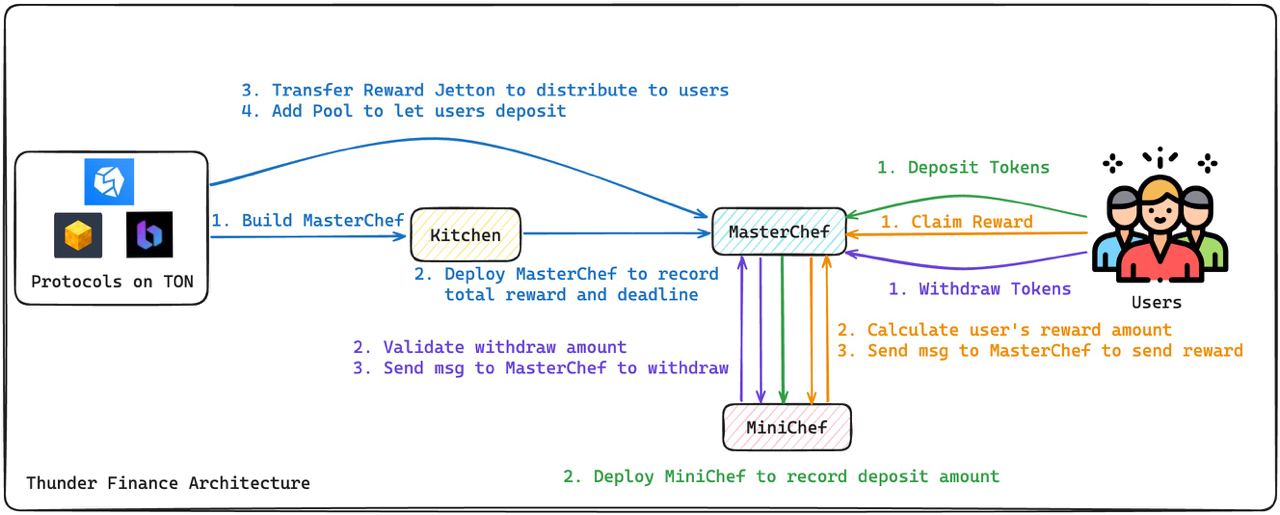 3. Transfer Reward Jetton to distribute to users
4. Add Pool to let users deposit
1. Deposit Tokens
1. Build MasterChef
1. Claim Reward
Kitchen
MasterChef
Protocols on TON
2. Deploy MasterChef to record
total reward and deadline
1. Withdraw Tokens
Users
2. Validate withdraw amount
3. Send msg to MasterChef to withdraw
2. Calculate user's reward amount
3. Send msg to MasterChef to send reward
MiniChef
2. Deploy MiniChef to record deposit amount
Thunder Finance Architecture